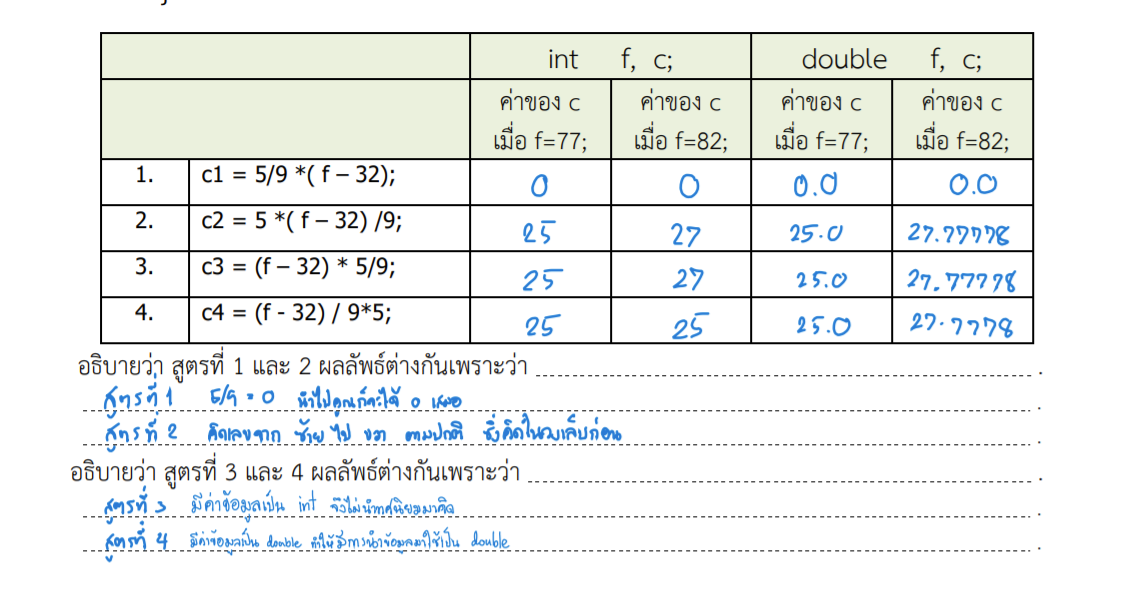 int f, c; double f, c;
ค่าของ c ค่าของ c ค่าของ c ค่าของ c
เมื่อ f=77; เมื่อ f=82; เมื่อ f=77; เมื่อ f=82;
1. c1 = 5/9 *( f – 32); 0 0 0.0 0.0
2. c2 = 5 *( f – 32) /9; 25 27 25.0 27.77778
3. c3 = (f – 32) * 5/9; 25 27 25.0 27.77778
4. c4 = (f - 32) / 9*5; 25 25 25.0 27.7778
อธิบายว่า สูตรที่ 1 และ 2 ผลลัพธ์ต่างกันเพราะว่า
สูตรที่ 1 5/9 = 0 นำไปคูณก็จะได้ 0 เสมอ
สูตรที่ 2 คิดเลขจาก ซ้าย ไป ขวา ตามปกติ ซึ่งคิดในวงเล็บก่อน
อธิบายว่า สูตรที่ 3 และ 4 ผลลัพธ์ต่างกันเพราะว่า
สูตรที่ 3 มีค่าข้อมูลเป็น int จึงไม่นำทศนิยมมาคิด
สูตรที่ 4 มีค่าข้อมูลเป็น double ทำให้มีการนำข้อมูลมาใช้เป็น double